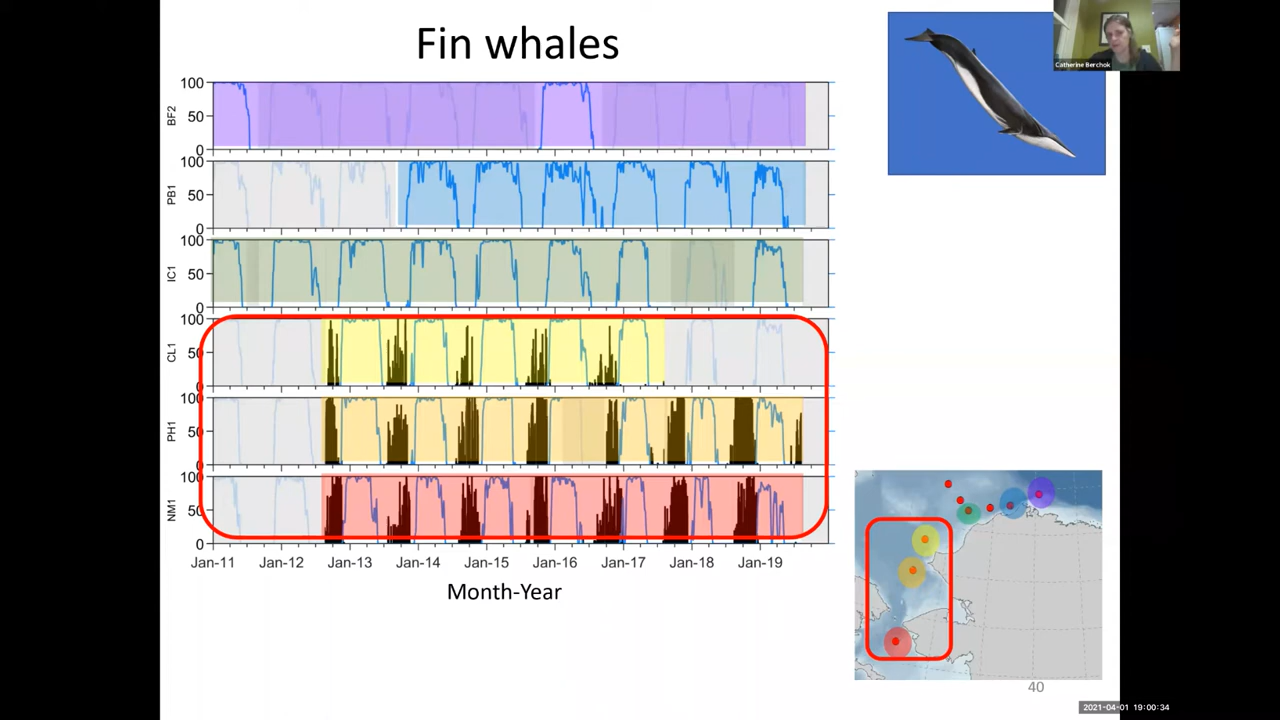 Fin whales
Catherine Berchok
100
50
0
BF2
100
50
0
PB1
100
50
0
IC1
100
50
0
CL1
100
50
0
PH1
100
50
0
NM1
Jan-11 Jan-12 Jan-13 Jan-14 Jan-15 Jan-16 Jan-17 Jan-18 Jan-19
Month-Year
40
2021-04-01 19:00:34